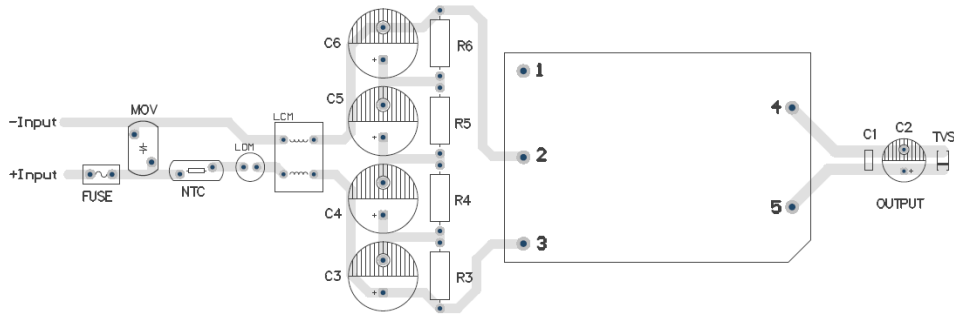 C6
R6
1
C5
MOV
LCM
4
-Input
R5
C1
C2
TVS
LDM
2
+Input
FUSE
NTC
C4
R4
5
OUTPUT
3
C3
R3